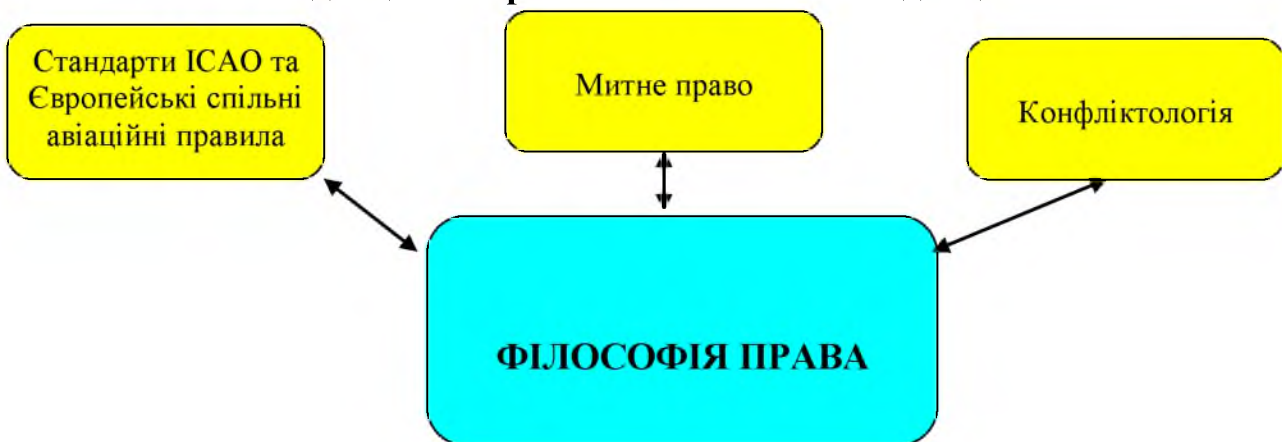 Стандарти ІСАО та
Європейські спільні
авіаційні правила
Митне право
Конфліктологія
ФІЛОСОФІЯ ПРАВА